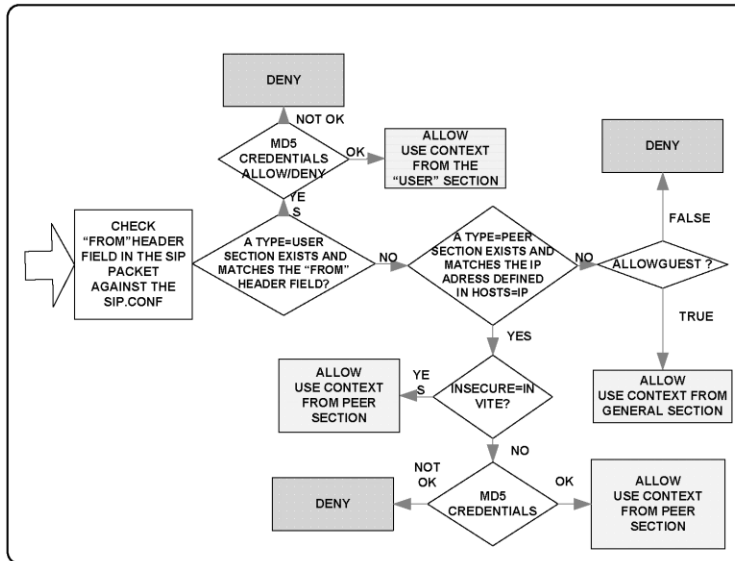 DENY
NOT OK
MD5
CREDENTIALS
ALLOW/DENY
OK
ALLOW
USE CONTEXT
FROM THE
“USER” SECTION
DENY
YE
S
CHECK
“FROM”HEADER
FIELD IN THE SIP
PACKET
AGAINST THE
SIP.CONF
A TYPE=USER
SECTION EXISTS AND
MATCHES THE “FROM”
HEADER FIELD?
NO
A TYPE=PEER
SECTION EXISTS AND
MATCHES THE IP
ADRESS DEFINED
IN HOSTS=IP
NO
ALLOWGUEST ?
FALSE
TRUE
ALLOW
USE CONTEXT FROM
GENERAL SECTION
YES
INSECURE=IN
VITE?
YE
S
ALLOW
USE CONTEXT
FROM PEER
SECTION
NO
MD5
CREDENTIALS
NOT
OK
DENY
OK
ALLOW
USE CONTEXT
FROM PEER
SECTION